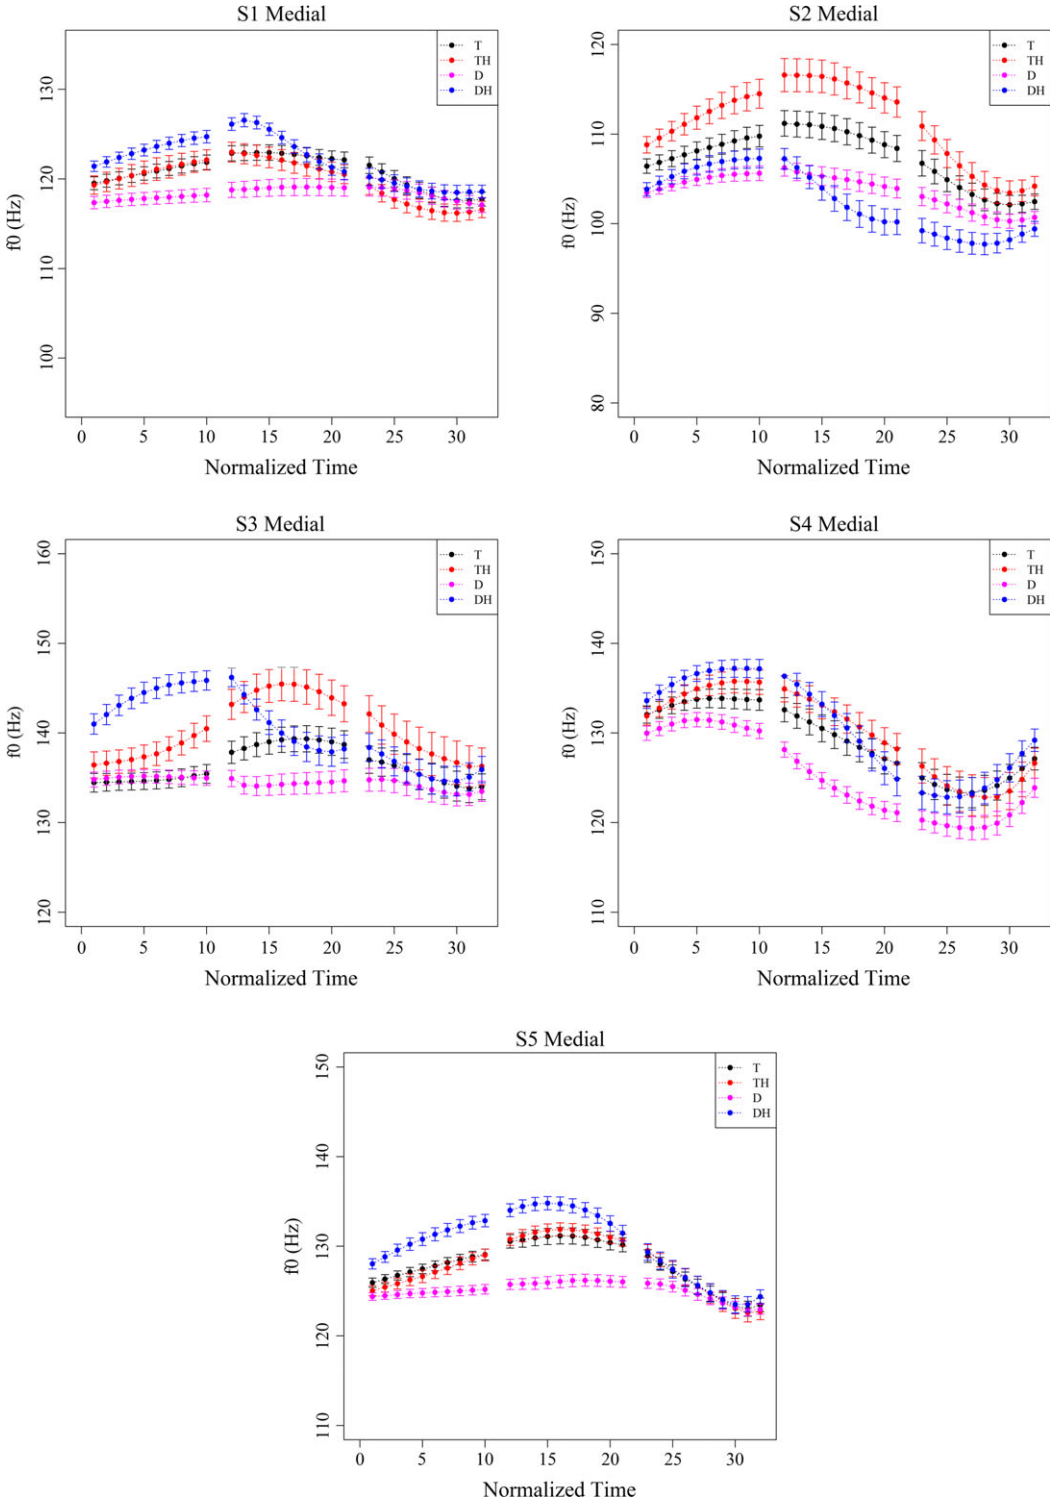 S1 Medial
T
TH
D
DH
f0 (Hz)
130
120
110
100
0 5 10 15 20 25 30
Normalized Time
S2 Medial
T
TH
D
DH
f0 (Hz)
120
110
100
90
80
0 5 10 15 20 25 30
Normalized Time
S3 Medial
T
TH
D
DH
f0 (Hz)
160
150
140
130
120
0 5 10 15 20 25 30
Normalized Time
S4 Medial
T
TH
D
DH
f0 (Hz)
150
140
130
120
110
0 5 10 15 20 25 30
Normalized Time
S5 Medial
T
TH
D
DH
f0 (Hz)
150
140
130
120
110
0 5 10 15 20 25 30
Normalized Time